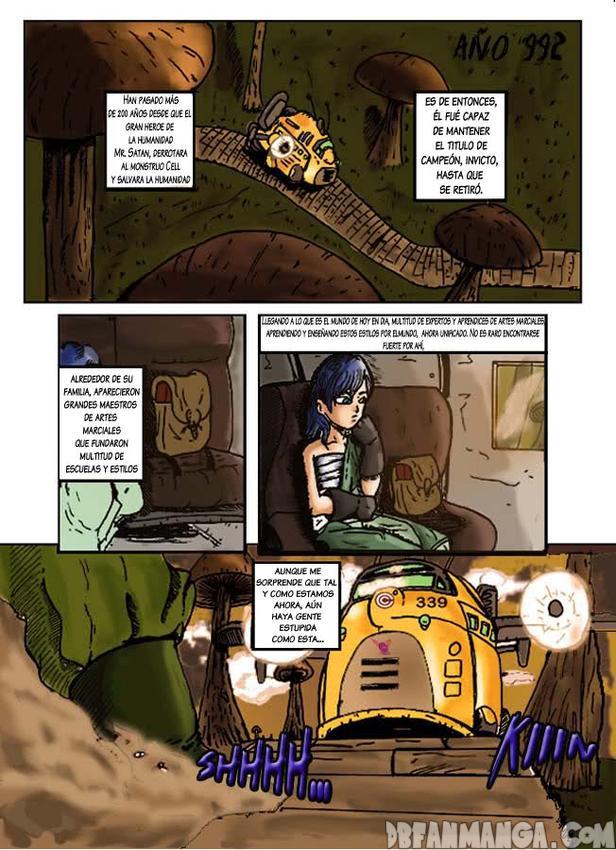 AÑO 992
HAN PASADO MÁS
DE 200 AÑOS DESDE QUE EL
GRAN HEROE DE
LA HUMANIDAD
MR. SATAN, DERROTARA
AL MONSTRUO CELL
Y SALVARA LA HUMANIDAD
ES DE ENTONCES,
ÉL FUÉ CAPAZ
DE MANTENER
EL TITULO DE
CAMPEÓN, INVICTO,
HASTA QUE
SE RETIRÓ.
339
ALREDEDOR DE SU
FAMILIA, APARECIERON
GRANDES MAESTROS
DE ARTES
MARCIALES
QUE FUNDARON
MULTITUD DE
ESCUELAS Y ESTILOS
LLEGANDO A LO QUE ES EL MUNDO DE HOY EN DIA, MULTITUD DE EXPERTOS Y APRENDICES DE ARTES MARCIALES
APRENDIENDO Y ENSEÑANDO ESTOS ESTILOS POR ELMUNDO, AHORA UNIFICADO. NO ES RARO ENCONTRARSE
FUERTE POR AHÍ,
AUNQUE ME
SORPRENDE QUE TAL
Y COMO ESTAMOS
AHORA, AÚN
HAYA GENTE
ESTUPIDA
COMO ESTA...
C 339
SHHHH...
KIIIN
DBFANMANGA.COM